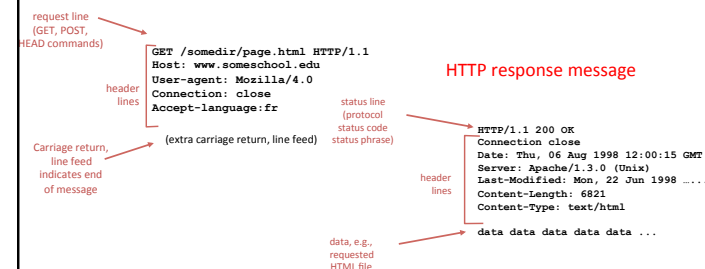 request line
(GET, POST,
HEAD commands)
GET /somedir/page.html HTTP/1.1
Host: www.someschool.edu
User-agent: Mozilla/4.0
Connection: close
Accept-language:fr
header
lines
(extra carriage return, line feed)
Carriage return,
line feed
indicates end
of message
HTTP response message
status line
(protocol
status code
status phrase)
HTTP/1.1 200 OK
Connection close
Date: Thu, 06 Aug 1998 12:00:15 GMT
Server: Apache/1.3.0 (Unix)
Last-Modified: Mon, 22 Jun 1998 …...
Content-Length: 6821
Content-Type: text/html
header
lines
data data data data data ...
data, e.g.,
requested
HTML file